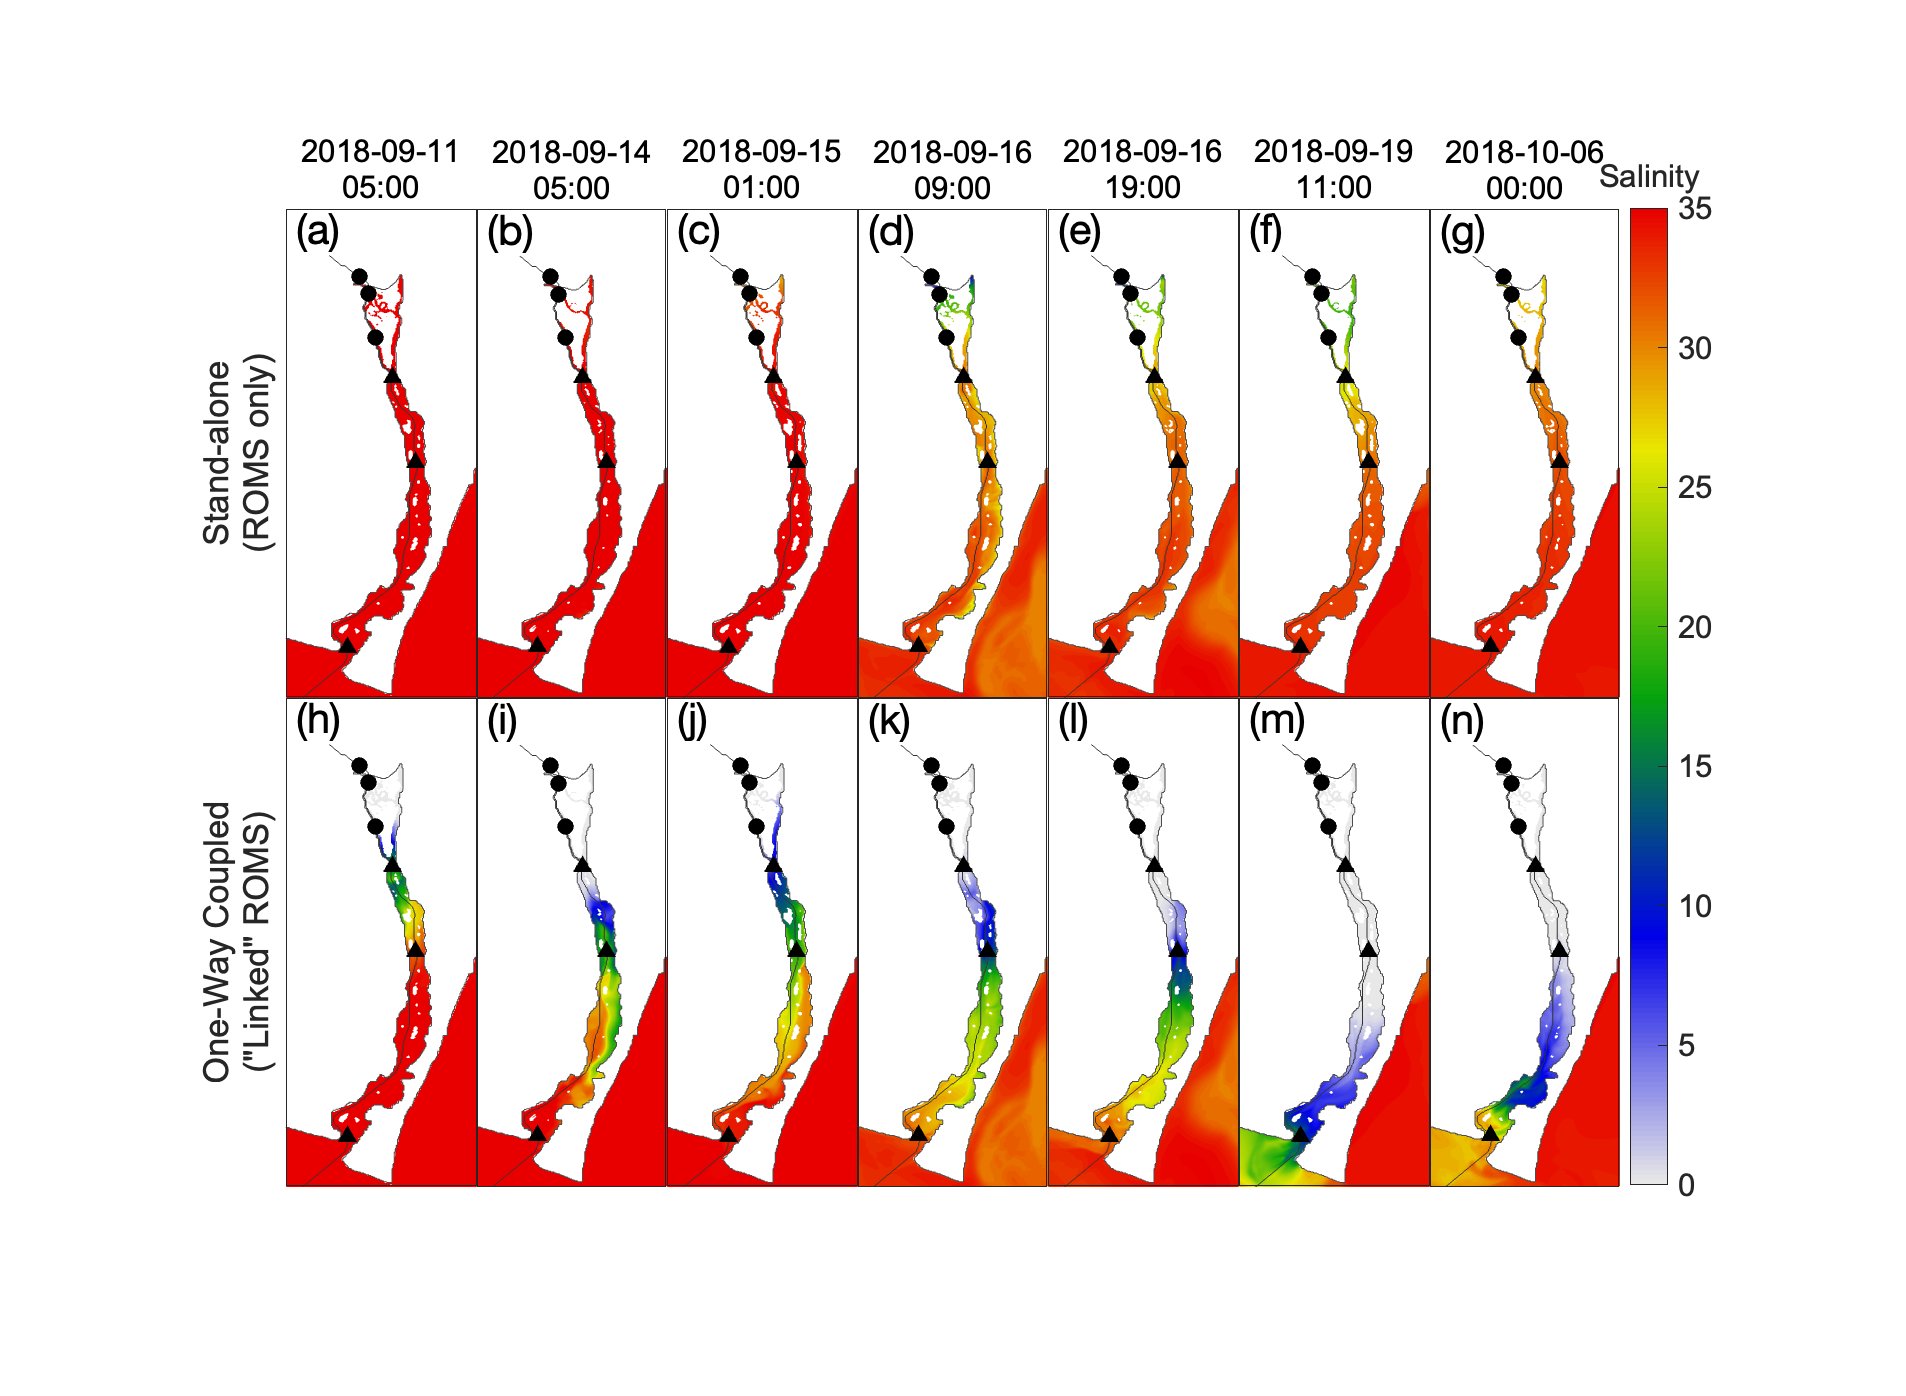 2018-09-11 2018-09-14 2018-09-15 2018-09-16 2018-09-16 2018-09-19 2018-10-06
05:00 05:00 01:00 09:00 19:00 11:00 00:00
Salinity
(a) (b) (c) (d) (e) (f) (g)
Stand-alone
(ROMS only)
(h) (i) (j) (k) (l) (m) (n)
One-Way Coupled
("Linked" ROMS)
35
30
25
20
15
10
5
0